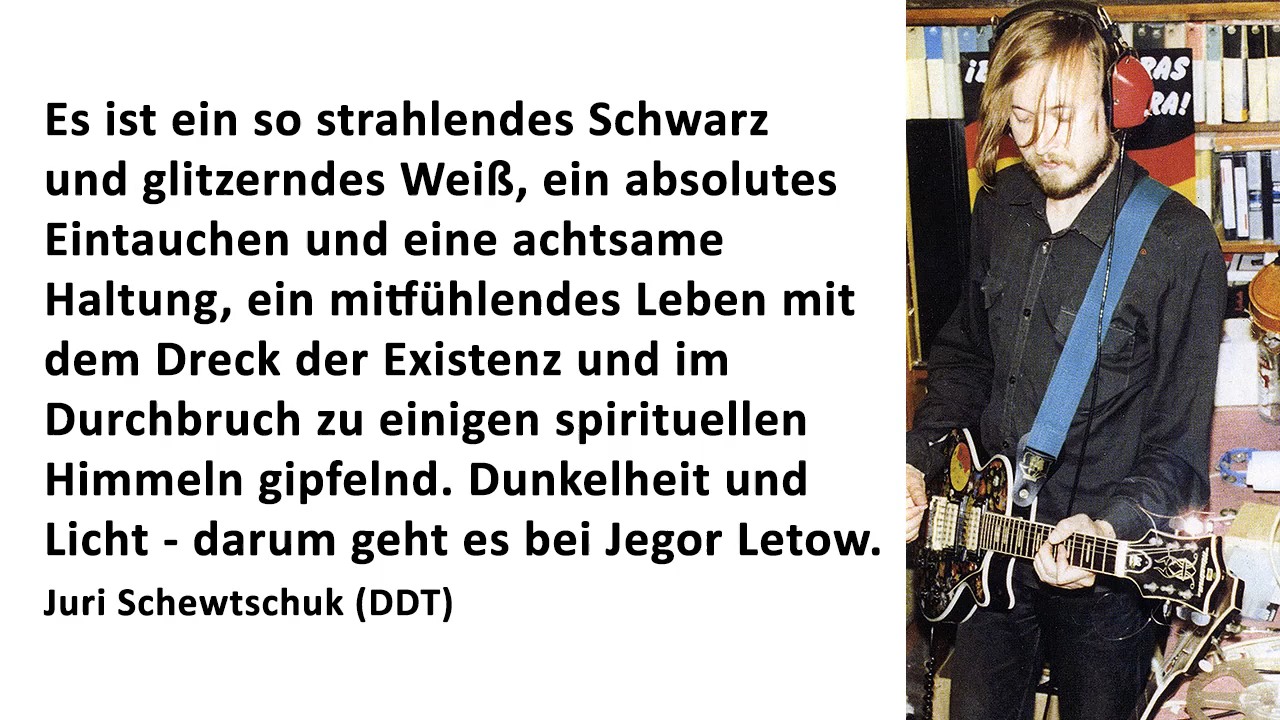 Es ist ein so strahlendes Schwarz
und glitzerndes Weiß, ein absolutes
Eintauchen und eine achtsame
Haltung, ein mitfühlendes Leben mit
dem Dreck der Existenz und im
Durchbruch zu einigen spirituellen
Himmeln gipfelnd. Dunkelheit und
Licht - darum geht es bei Jegor Letow.
Juri Schewtschuk (DDT)
RAS
RA!